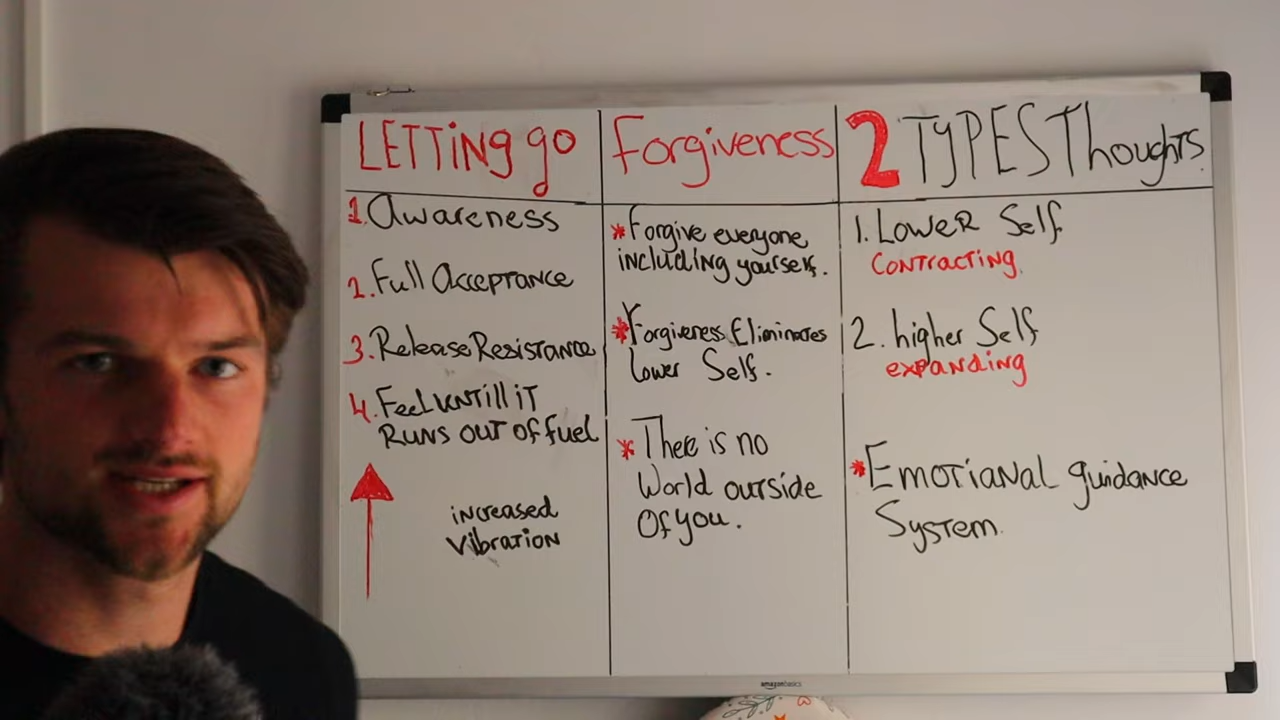 LETTiNg go
1. Awareness
2. Full Acceptance
3. Release Resistance
4. Feel untill iT
Runs out of fuel
increased
Vibration
Forgiveness
*Forgive everyone
including yourself.
*Forgiveness Eliminates
Lower Self.
*There is no
World outside
Of you.
2 TYPES Thoughts
1. Lower Self
Contracting
2. higher Self
expanding
*Emotianal guidance
System.
amazonbasics